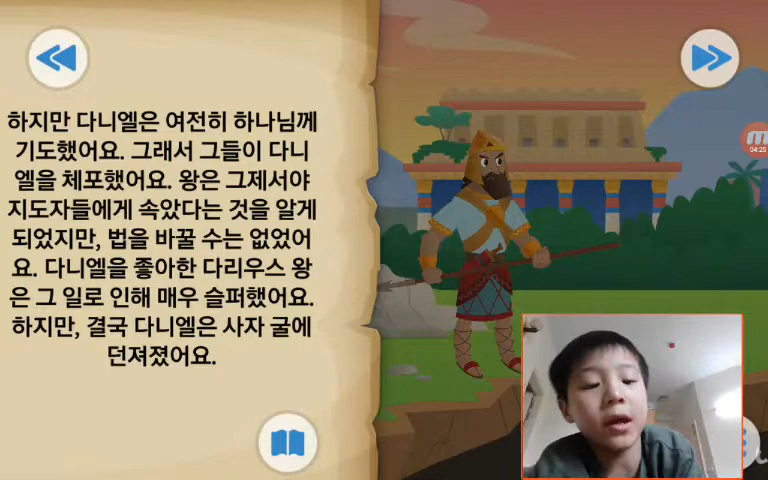 하지만 다니엘은 여전히 하나님께
기도했어요. 그래서 그들이 다니
엘을 체포했어요. 왕은 그제서야
지도자들에게 속았다는 것을 알게
되었지만, 법을 바꿀 수는 없었어
요. 다니엘을 좋아한 다리우스 왕
은 그 일로 인해 매우 슬퍼했어요.
하지만, 결국 다니엘은 사자 굴에
던져졌어요.
04:25